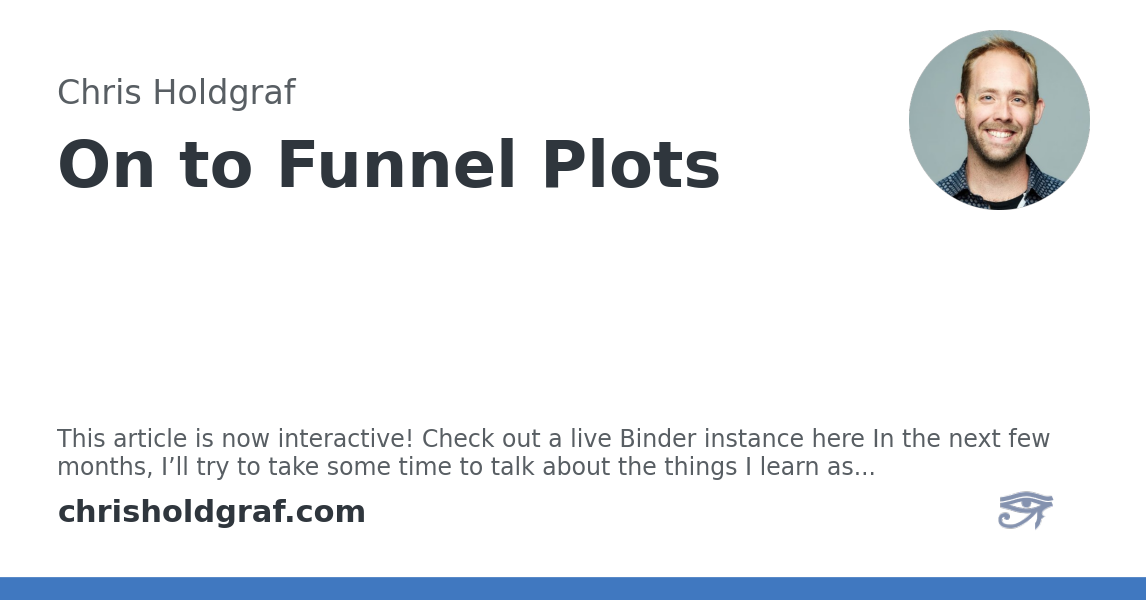 Chris Holdgraf
On to Funnel Plots
This article is now interactive! Check out a live Binder instance here In the next few
months, I’ll try to take some time to talk about the things I learn as...
chrisholdgraf.com